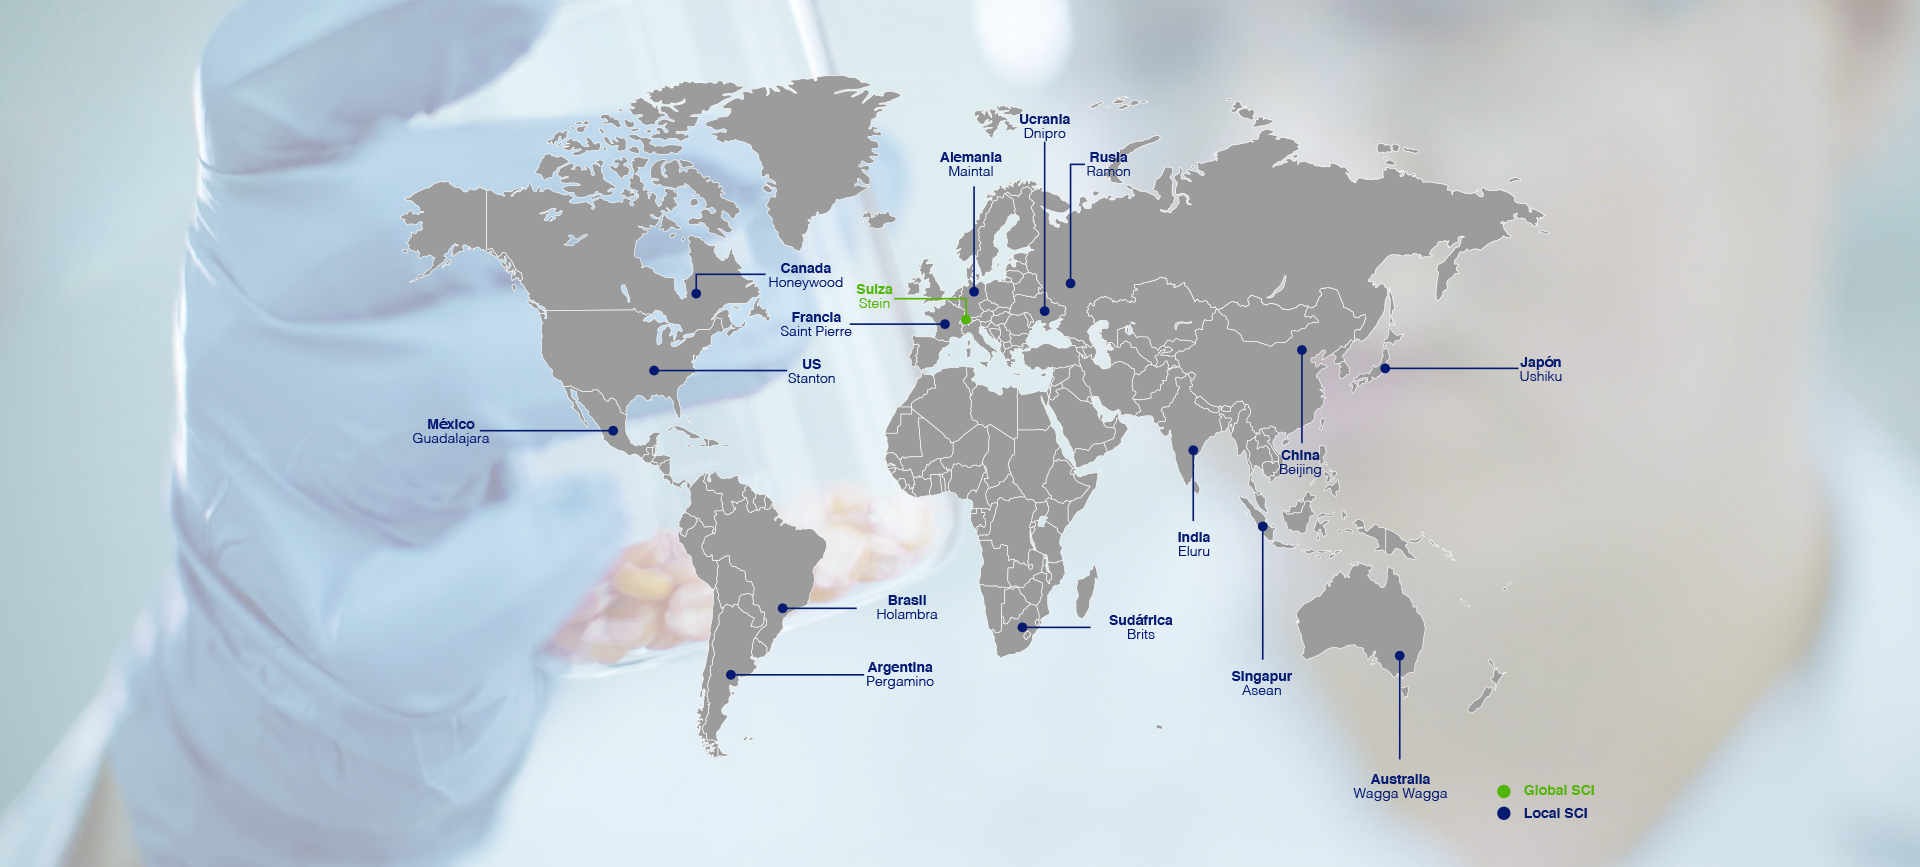 Ucrania
Dnipro
Alemania
Maintal
Rusia
Ramon
Canada
Honeywood
Suiza
Stein
Francia
Saint Pierre
US
Stanton
Japón
Ushiku
México
Guadalajara
China
Beijing
India
Eluru
Brasil
Holambra
Sudáfrica
Brits
Argentina
Pergamino
Singapur
Asean
Australia
Wagga Wagga
Global SCI
Local SCI